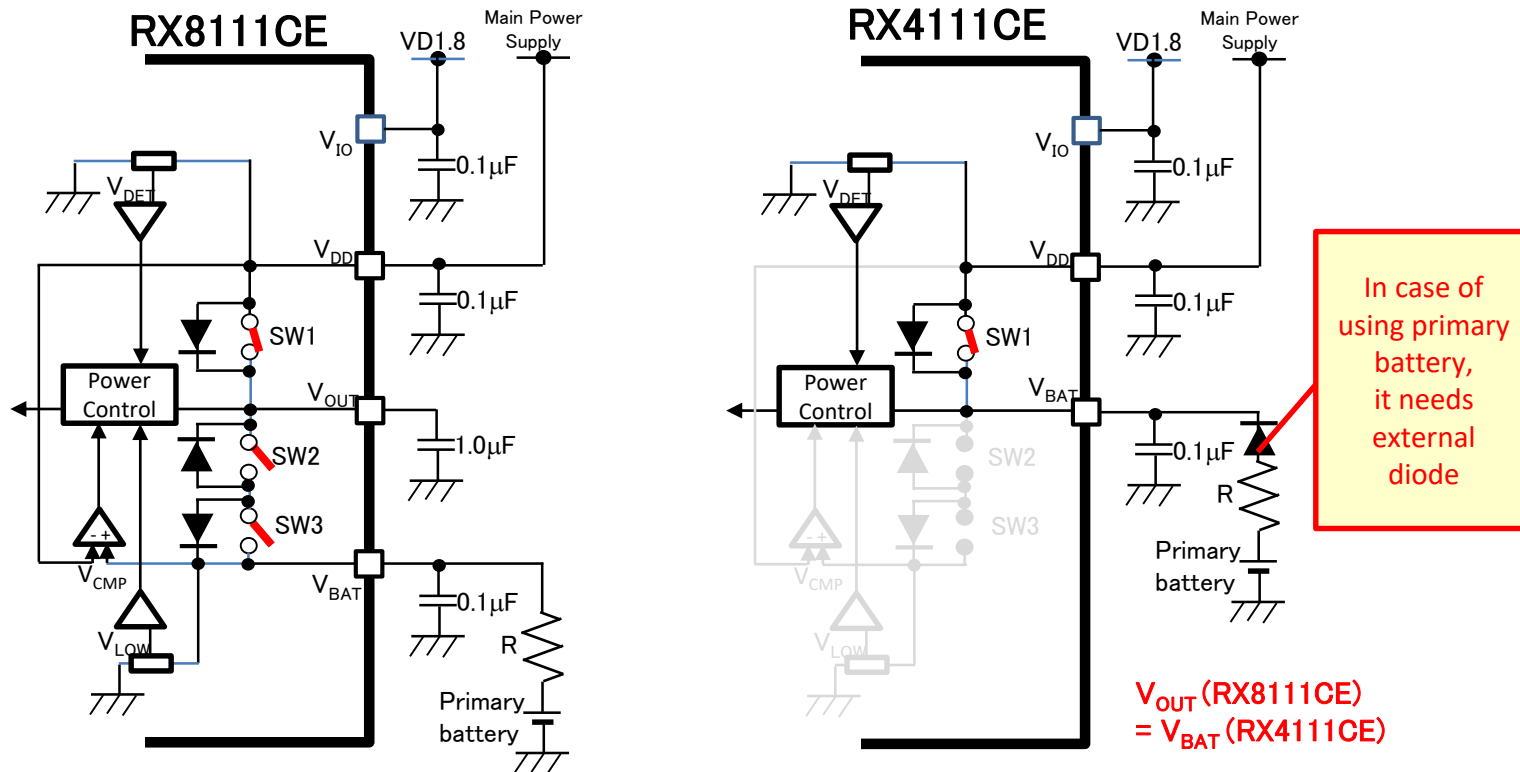 RX8111CE
VD1.8
Main Power
Supply
VIO
0.1μF
VDET
VDD
0.1μF
SW1
Power
Control
VOUT
1.0μF
SW2
SW3
- +
VCMP
VBAT
0.1μF
VLOW
R
Primary
battery
RX4111CE
VD1.8
Main Power
Supply
VIO
0.1μF
VDET
VDD
0.1μF
SW1
Power
Control
VBAT
0.1μF
R
SW2
SW3
- +
VCMP
VLOW
Primary
battery
In case of
using primary
battery,
it needs
external
diode
VOUT (RX8111CE)
= VBAT (RX4111CE)